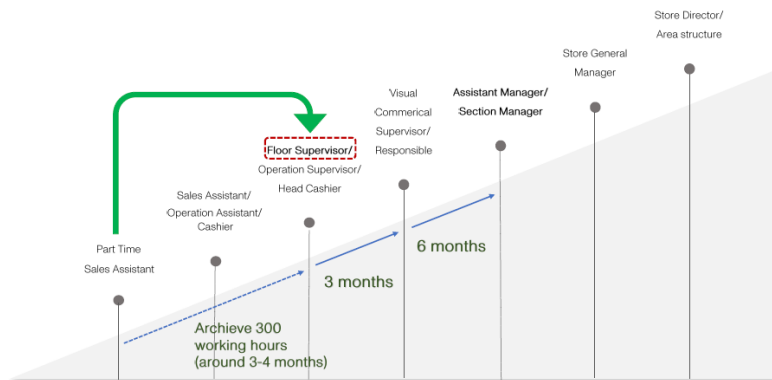 Store Director/
Area structure
Store General
Manager
Visual
Commerical
Supervisor/
Responsible
Assistant Manager/
Section Manager
Floor Supervisor/
Operation Supervisor/
Head Cashier
Sales Assistant/
Operation Assistant/
Cashier
Part Time
Sales Assistant
6 months
3 months
Archieve 300
working hours
(around 3-4 months)